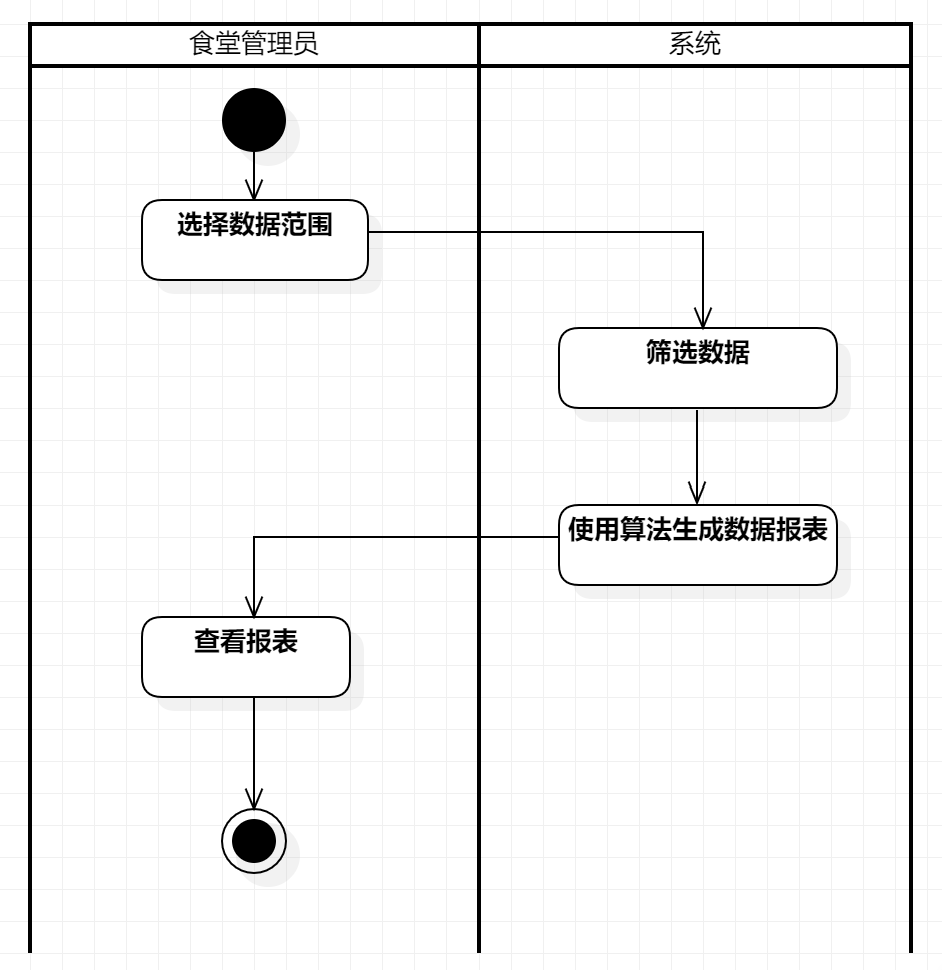 食堂管理员
系统
选择数据范围
筛选数据
使用算法生成数据报表
查看报表